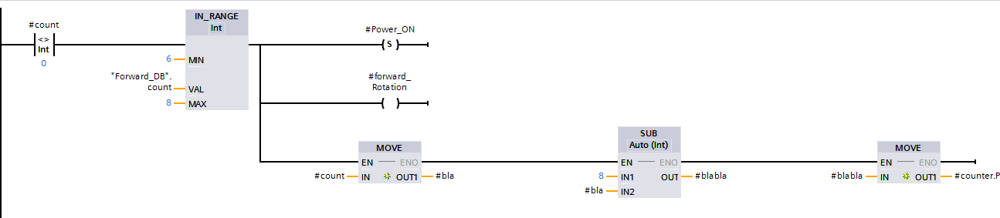 #count
<>
Int
0
IN_RANGE
Int
6
MIN
"Forward_DB".
count
VAL
8
MAX
#Power_ON
S
#forward_
Rotation
MOVE
EN
ENO
#count
IN
OUT1
#bla
SUB
Auto (Int)
EN
ENO
8
IN1
OUT
#blabla
#bla
IN2
MOVE
EN
ENO
#blabla
IN
OUT1
#counter.P